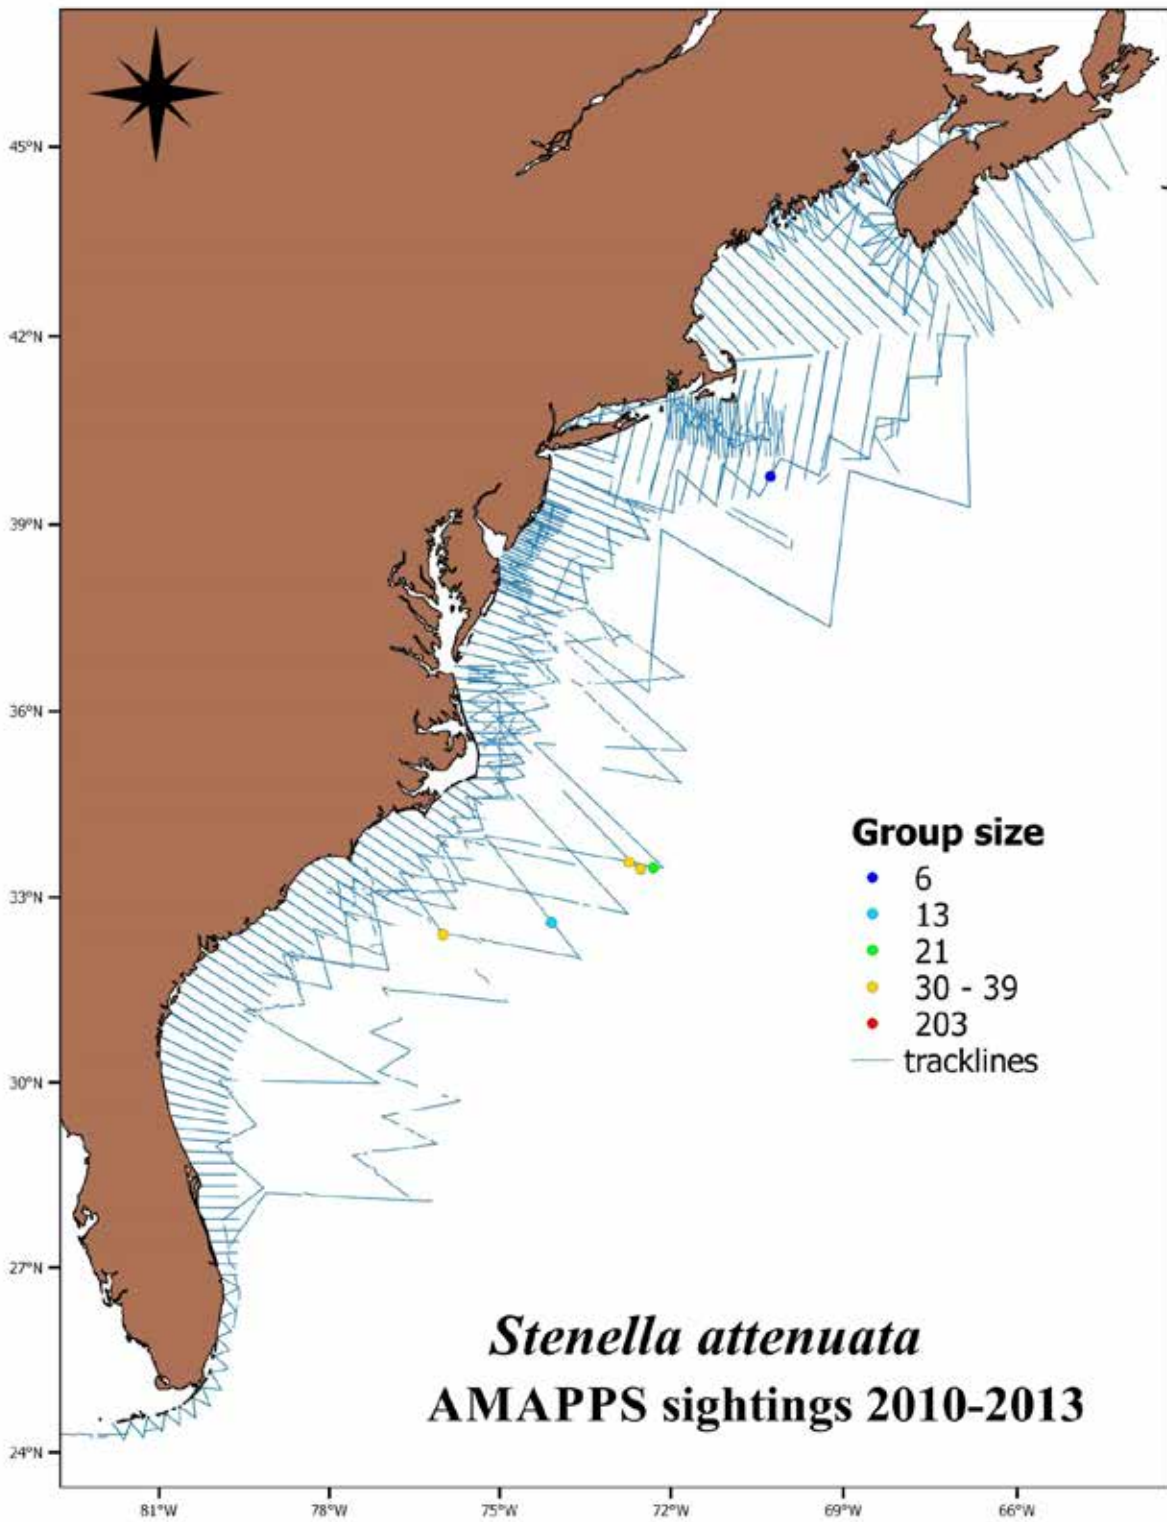 45°N
42°N
39°N
36°N
33°N
30°N
27°N
24°N
Group size
6
13
21
30 - 39
203
tracklines
Stenella attenuata
AMAPPS sightings 2010-2013
81°W
78°W
75°W
72°W
69°W
66°W